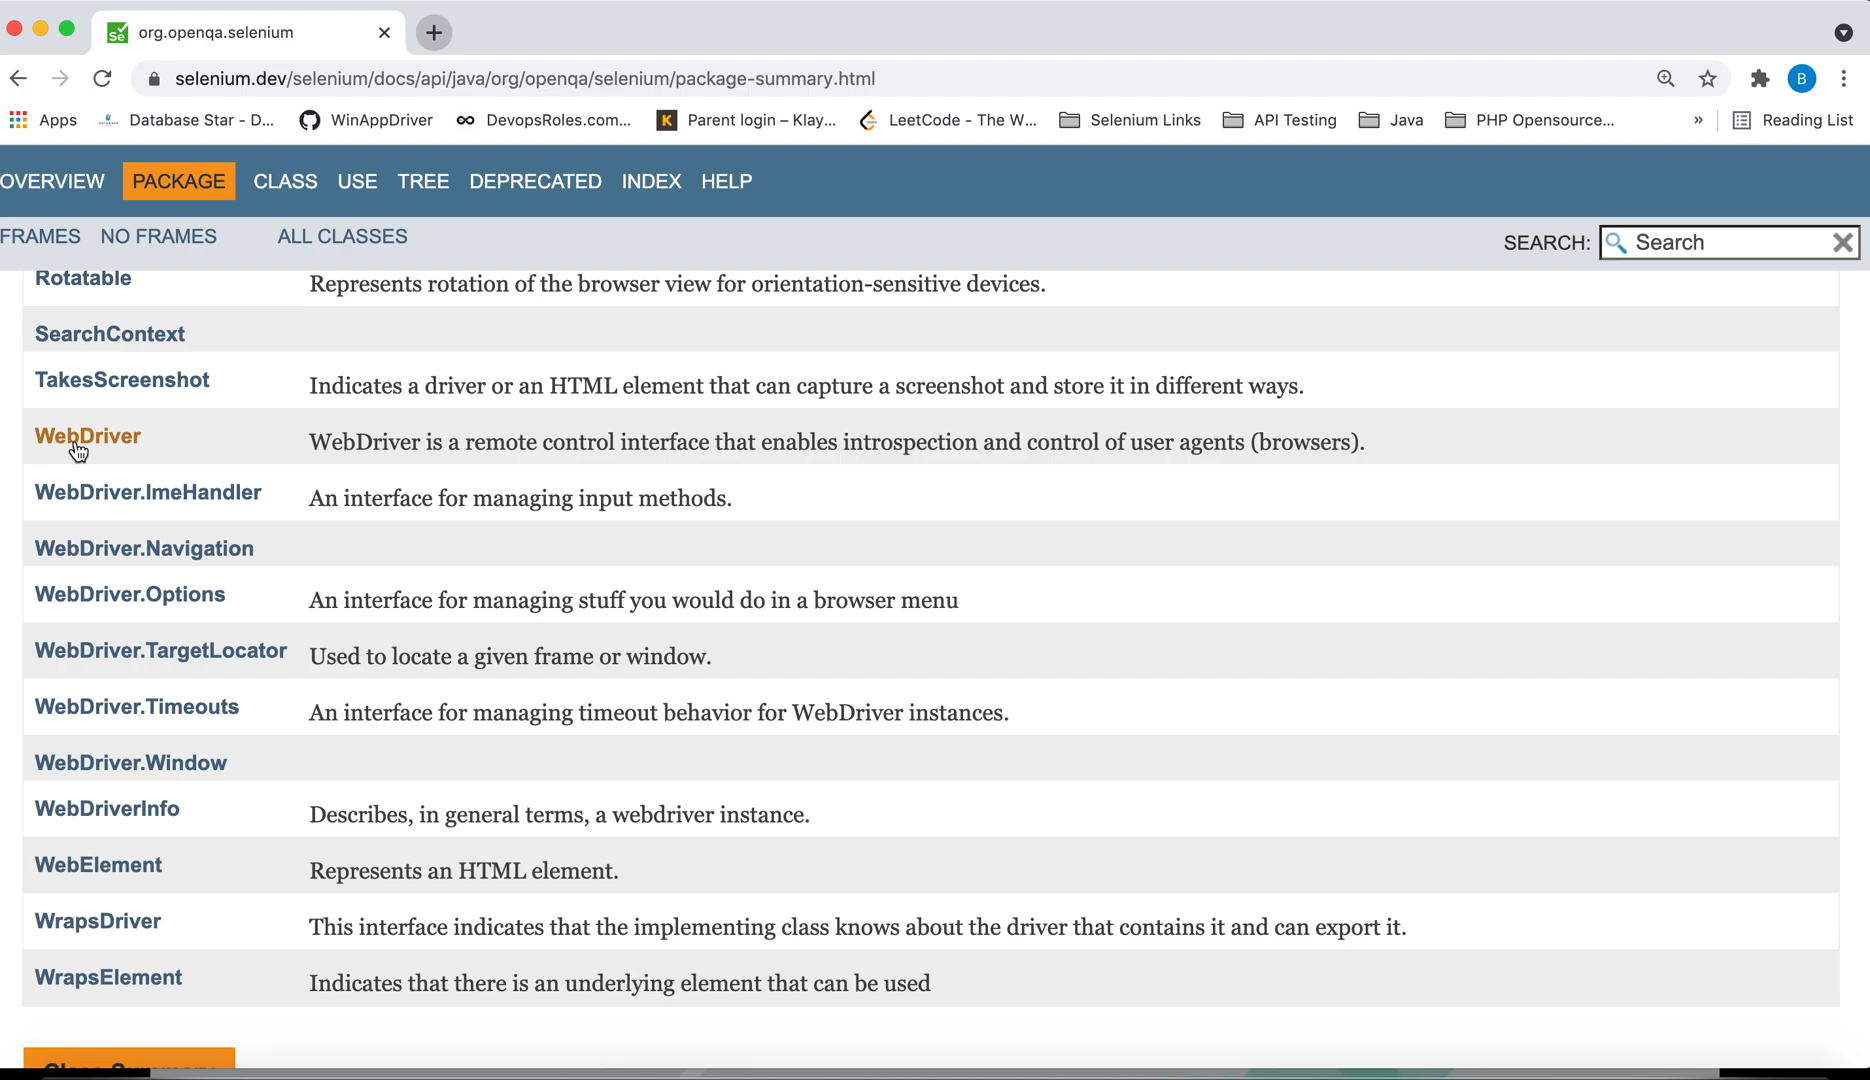 org.openqa.selenium
selenium.dev/selenium/docs/api/java/org/openqa/selenium/package-summary.html
B
Apps Database Star - D... WinAppDriver DevopsRoles.com... K Parent login – Klay... LeetCode - The W... Selenium Links API Testing Java PHP Opensource... » Reading List
OVERVIEW PACKAGE CLASS USE TREE DEPRECATED INDEX HELP
FRAMES NO FRAMES ALL CLASSES SEARCH: Search
Rotatable Represents rotation of the browser view for orientation-sensitive devices.
SearchContext
TakesScreenshot Indicates a driver or an HTML element that can capture a screenshot and store it in different ways.
WebDriver WebDriver is a remote control interface that enables introspection and control of user agents (browsers).
WebDriver.ImeHandler An interface for managing input methods.
WebDriver.Navigation
WebDriver.Options An interface for managing stuff you would do in a browser menu
WebDriver.TargetLocator Used to locate a given frame or window.
WebDriver.Timeouts An interface for managing timeout behavior for WebDriver instances.
WebDriver.Window
WebDriverInfo Describes, in general terms, a webdriver instance.
WebElement Represents an HTML element.
WrapsDriver This interface indicates that the implementing class knows about the driver that contains it and can export it.
WrapsElement Indicates that there is an underlying element that can be used